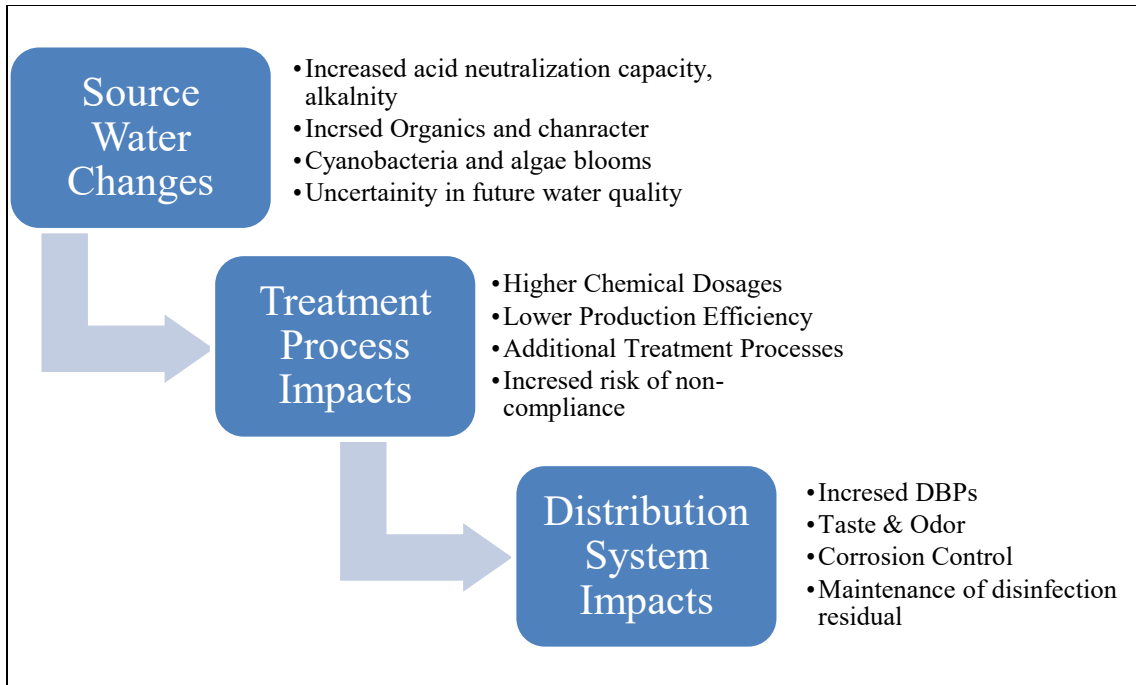 Source
Water
Changes
•Increased acid neutralization capacity,
alkalnity
•Incrsed Organics and chanracter
•Cyanobacteria and algae blooms
•Uncertainity in future water quality
Treatment
Process
Impacts
•Higher Chemical Dosages
•Lower Production Efficiency
•Additional Treatment Processes
•Incresed risk of non-
compliance
Distribution
System
Impacts
•Incresed DBPs
•Taste & Odor
•Corrosion Control
•Maintenance of disinfection
residual